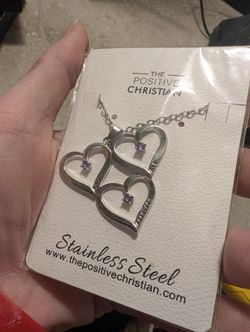 THE
POSITIVE
CHRISTIAN
Stainless Steel
www.thepositivechristian.com